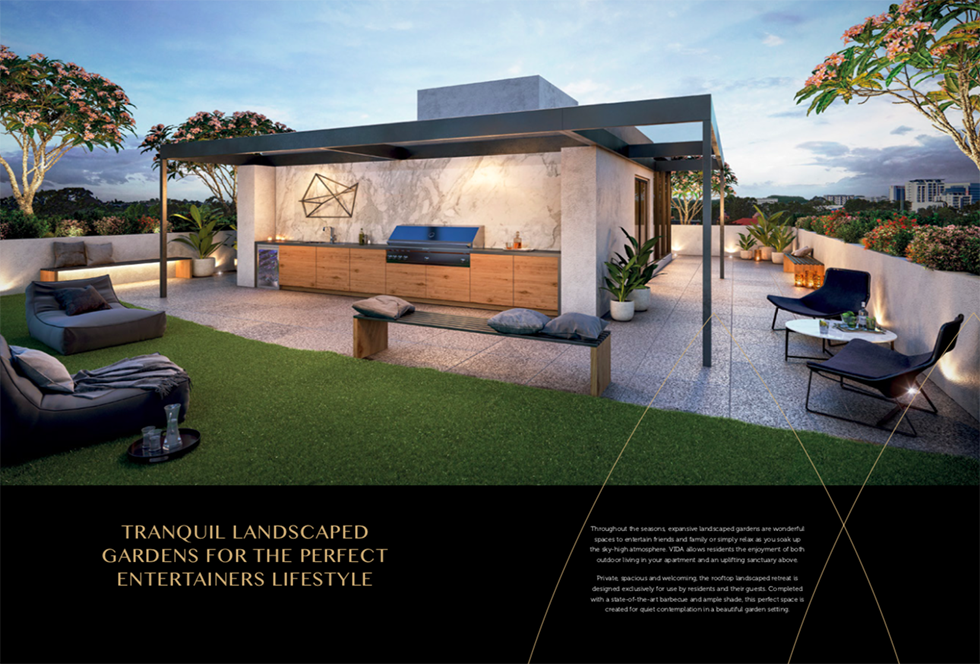 TRANQUIL LANDSCAPED
GARDENS FOR THE PERFECT
ENTERTAINERS LIFESTYLE
Throughout the seasons, expansive landscaped gardens are wonderful
spaces to entertain friends and family or simply relax as you soak up
the sky-high atmosphere. VIDA allows residents the enjoyment of both
outdoor living in your apartment and an uplifting sanctuary above.
Private, spacious and welcoming, the rooftop landscaped retreat is
designed exclusively for use by residents and their guests. Completed
with a state-of-the-art barbecue and ample shade, this perfect space is
created for quiet contemplation in a beautiful garden setting.